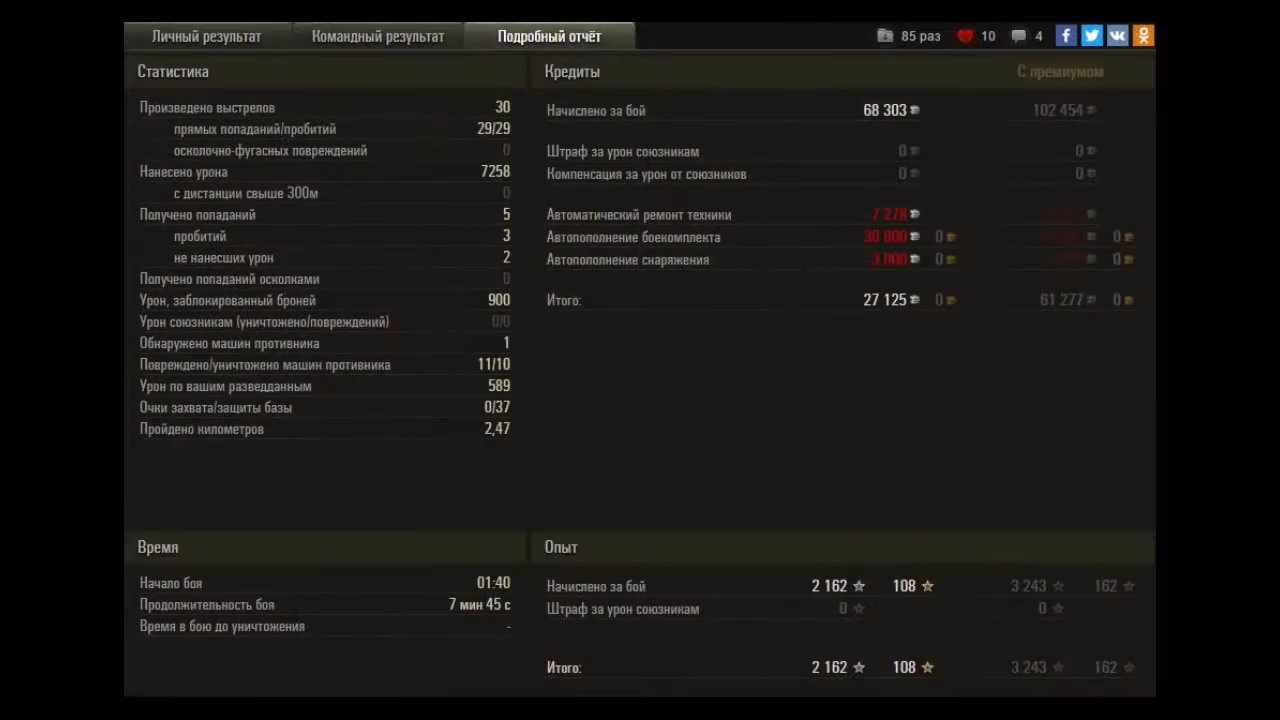 Личный результат Командный результат Подробный отчёт 85 раз 10 4
Статистика
Произведено выстрелов 30
прямых попаданий/пробитий 29/29
осколочно-фугасных повреждений 0
Нанесено урона 7258
с дистанции свыше 300м 0
Получено попаданий 5
пробитий 3
не нанесших урон 2
Получено попаданий осколками 0
Урон, заблокированный броней 900
Урон союзникам (уничтожено/повреждений) 0/0
Обнаружено машин противника 1
Повреждено/уничтожено машин противника 11/10
Урон по вашим разведданным 589
Очки захвата/защиты базы 0/37
Пройдено километров 2,47
Кредиты С премиумом
Начислено за бой 68 303 102 454
Штраф за урон союзникам 0 0
Компенсация за урон от союзников 0 0
Автоматический ремонт техники -7 278
Автопополнение боекомплекта 30 900 0 0
Автопополнение снаряжения -3 000 0 0
Итого: 27 125 0 61 277 0
Время
Начало боя 01:40
Продолжительность боя 7 мин 45 с
Время в бою до уничтожения -
Опыт
Начислено за бой 2 162 108 3 243 162
Штраф за урон союзникам 0 0
Итого: 2 162 108 3 243 162